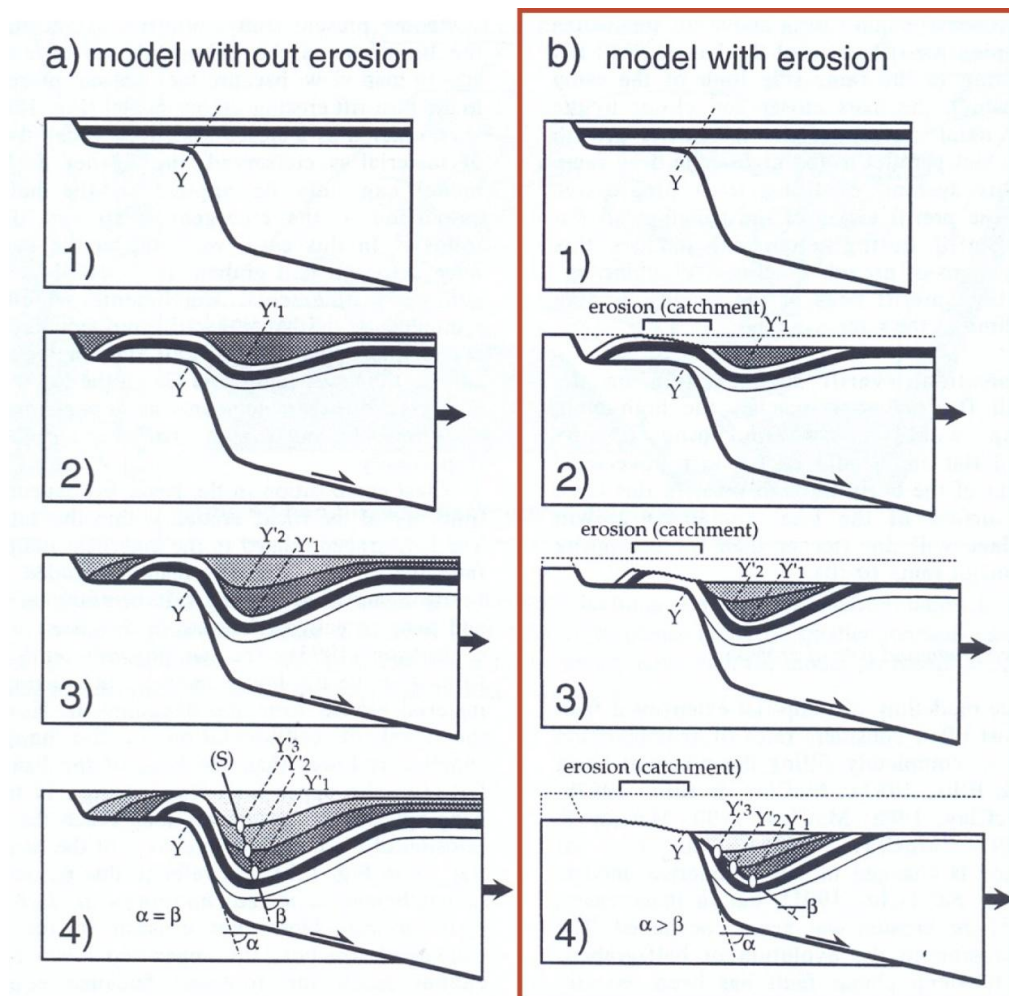 a) model without erosion
Y
1)
Y'1
Y
2)
Y'2
Y'1
Y
3)
(S)
Y'3
Y'2
Y'1
Y
α = β
β
α
4)
b) model with erosion
Y
1)
erosion (catchment)
Y'1
Y
2)
erosion (catchment)
Y'2
Y'1
Y
3)
erosion (catchment)
Y'3
Y'2
Y'1
Y
α > β
β
α
4)